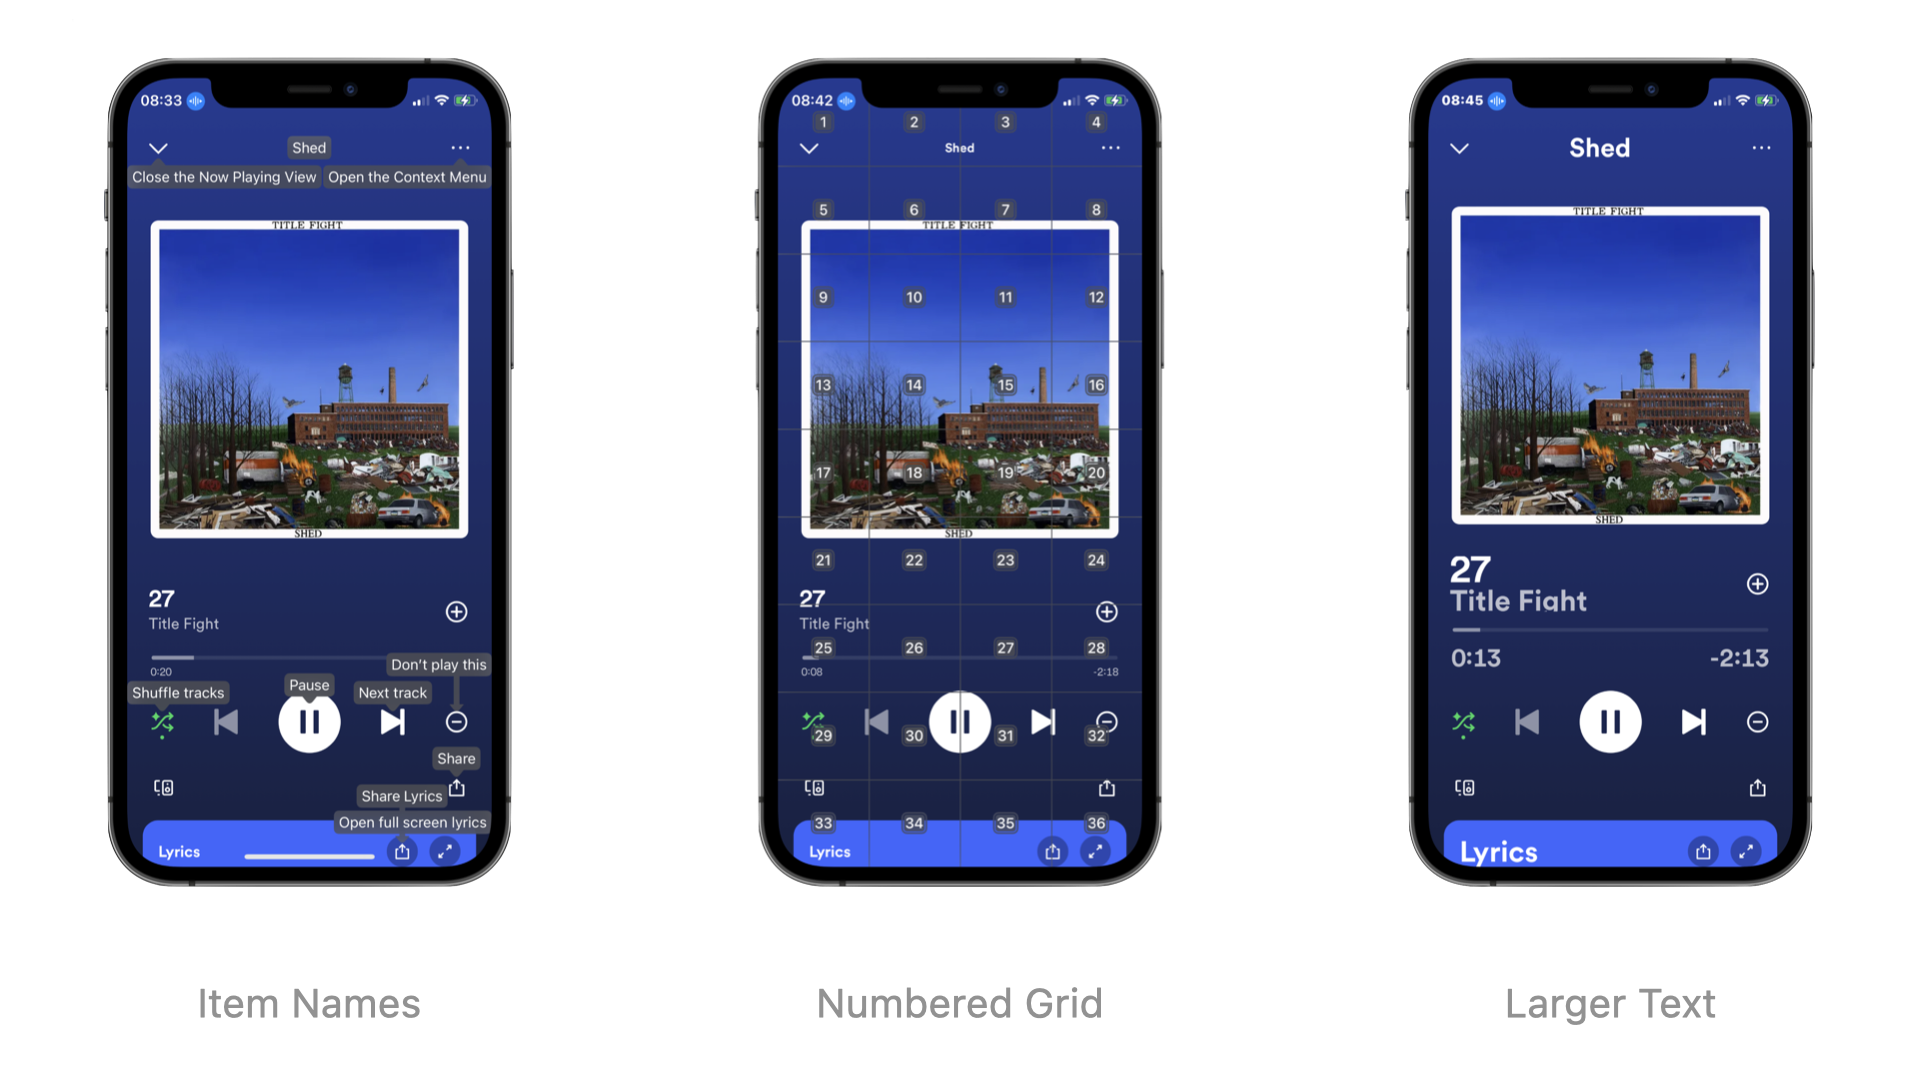 08:33
Shed
Close the Now Playing View
Open the Context Menu
TITLE FIGHT
SHED
27
Title Fight
Don't play this
0:20
Shuffle tracks
Pause
Next track
Share
Share Lyrics
Open full screen lyrics
Lyrics
Item Names
08:42
1 2 3 4
Shed
5 6 7 8
TITLE FIGHT
9 10 11 12
13 14 15 16
17 18 19 20
SHED
21 22 23 24
27
Title Fight
25 26 27 28
0:08 -2:18
29 30 31 32
33 34 35 36
Lyrics
Numbered Grid
08:45
Shed
TITLE FIGHT
SHED
27
Title Fight
0:13 -2:13
Lyrics
Larger Text